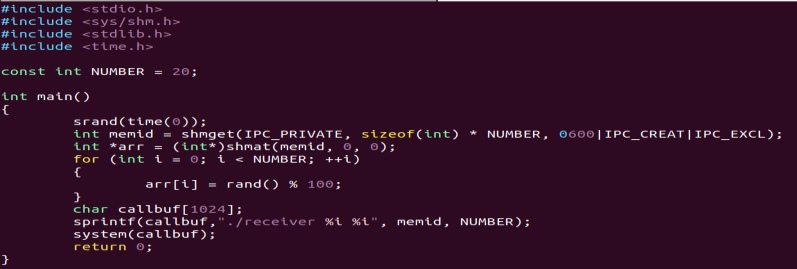 #include <stdio.h>
#include <sys/shm.h>
#include <stdlib.h>
#include <time.h>

const int NUMBER = 20;

int main()
{
        srand(time(0));
        int memid = shmget(IPC_PRIVATE, sizeof(int) * NUMBER, 0600|IPC_CREAT|IPC_EXCL);
        int *arr = (int*)shmat(memid, 0, 0);
        for (int i = 0; i < NUMBER; ++i)
        {
                arr[i] = rand() % 100;
        }
        char callbuf[1024];
        sprintf(callbuf,"./receiver %i %i", memid, NUMBER);
        system(callbuf);
        return 0;
}